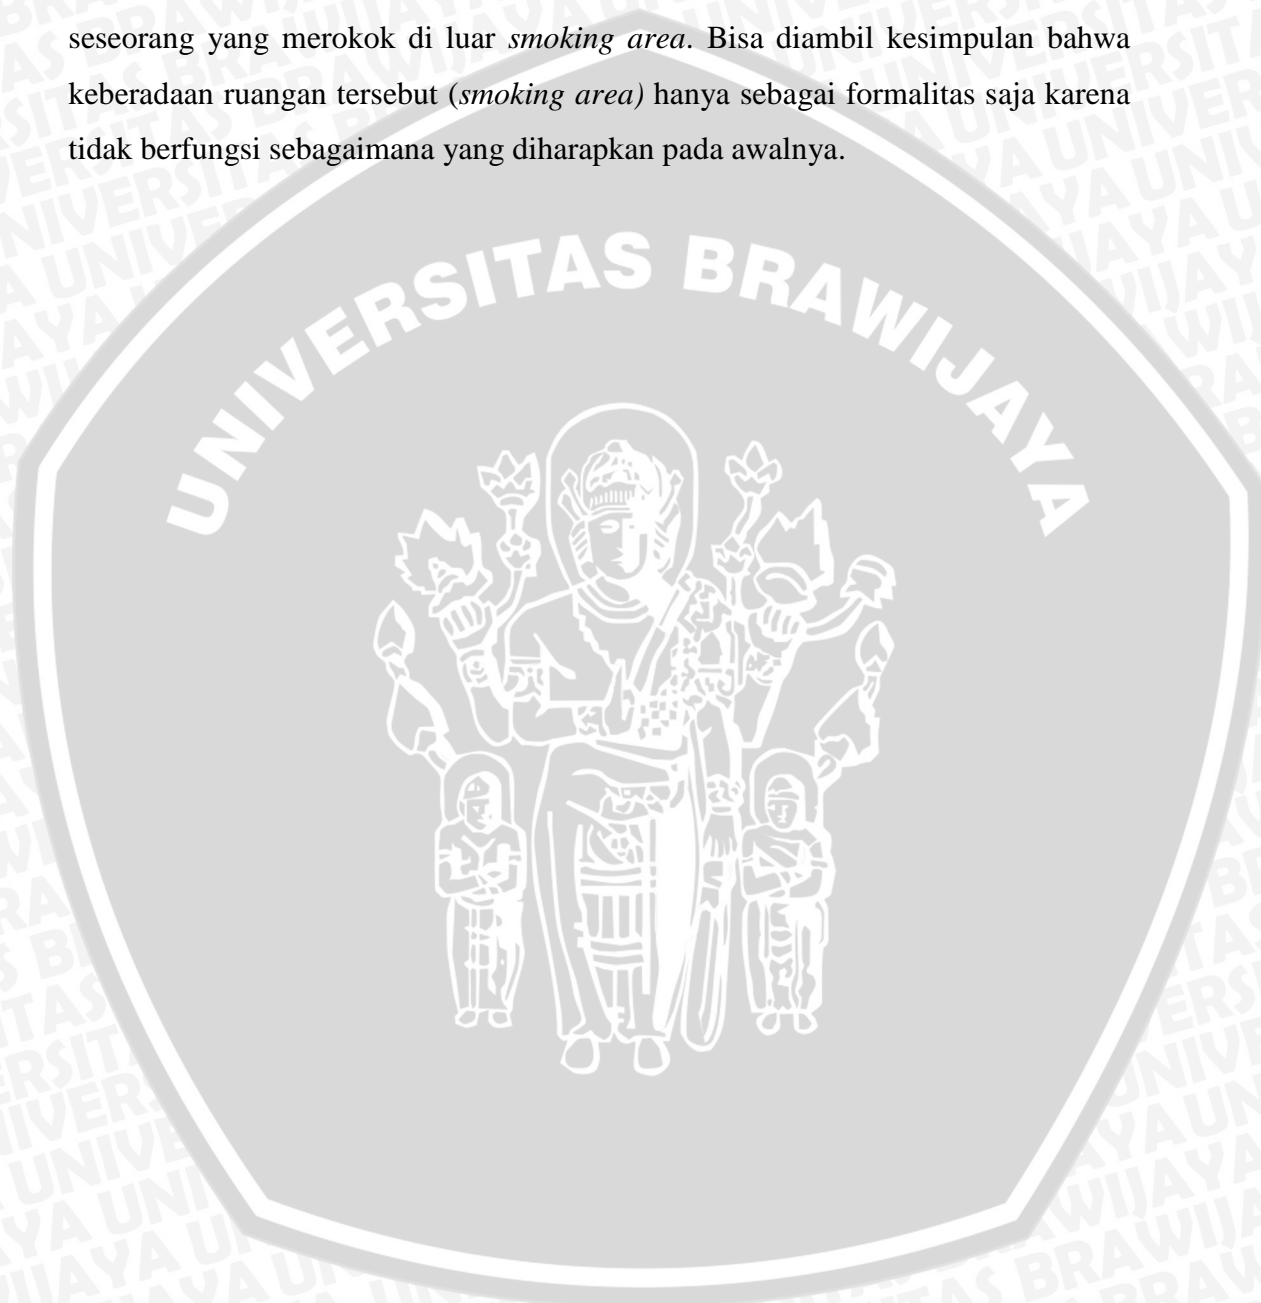 seseorang yang merokok di luar smoking area. Bisa diambil kesimpulan bahwa
keberadaan ruangan tersebut (smoking area) hanya sebagai formalitas saja karena
tidak berfungsi sebagaimana yang diharapkan pada awalnya.
UNIVERSITAS BRAWIJAYA